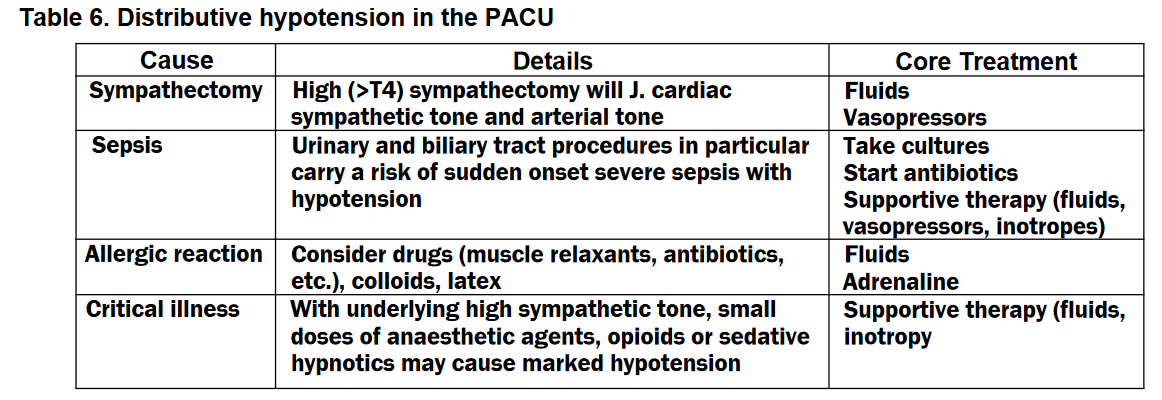 Table 6. Distributive hypotension in the PACU
Cause
Details
Core Treatment
Sympathectomy
High (>T4) sympathectomy will J. cardiac
sympathetic tone and arterial tone
Fluids
Vasopressors
Sepsis
Urinary and biliary tract procedures in particular
carry a risk of sudden onset severe sepsis with
hypotension
Take cultures
Start antibiotics
Supportive therapy (fluids,
vasopressors, inotropes)
Allergic reaction
Consider drugs (muscle relaxants, antibiotics,
etc.), colloids, latex
Fluids
Adrenaline
Critical illness
With underlying high sympathetic tone, small
doses of anaesthetic agents, opioids or sedative
hypnotics may cause marked hypotension
Supportive therapy (fluids,
inotropy